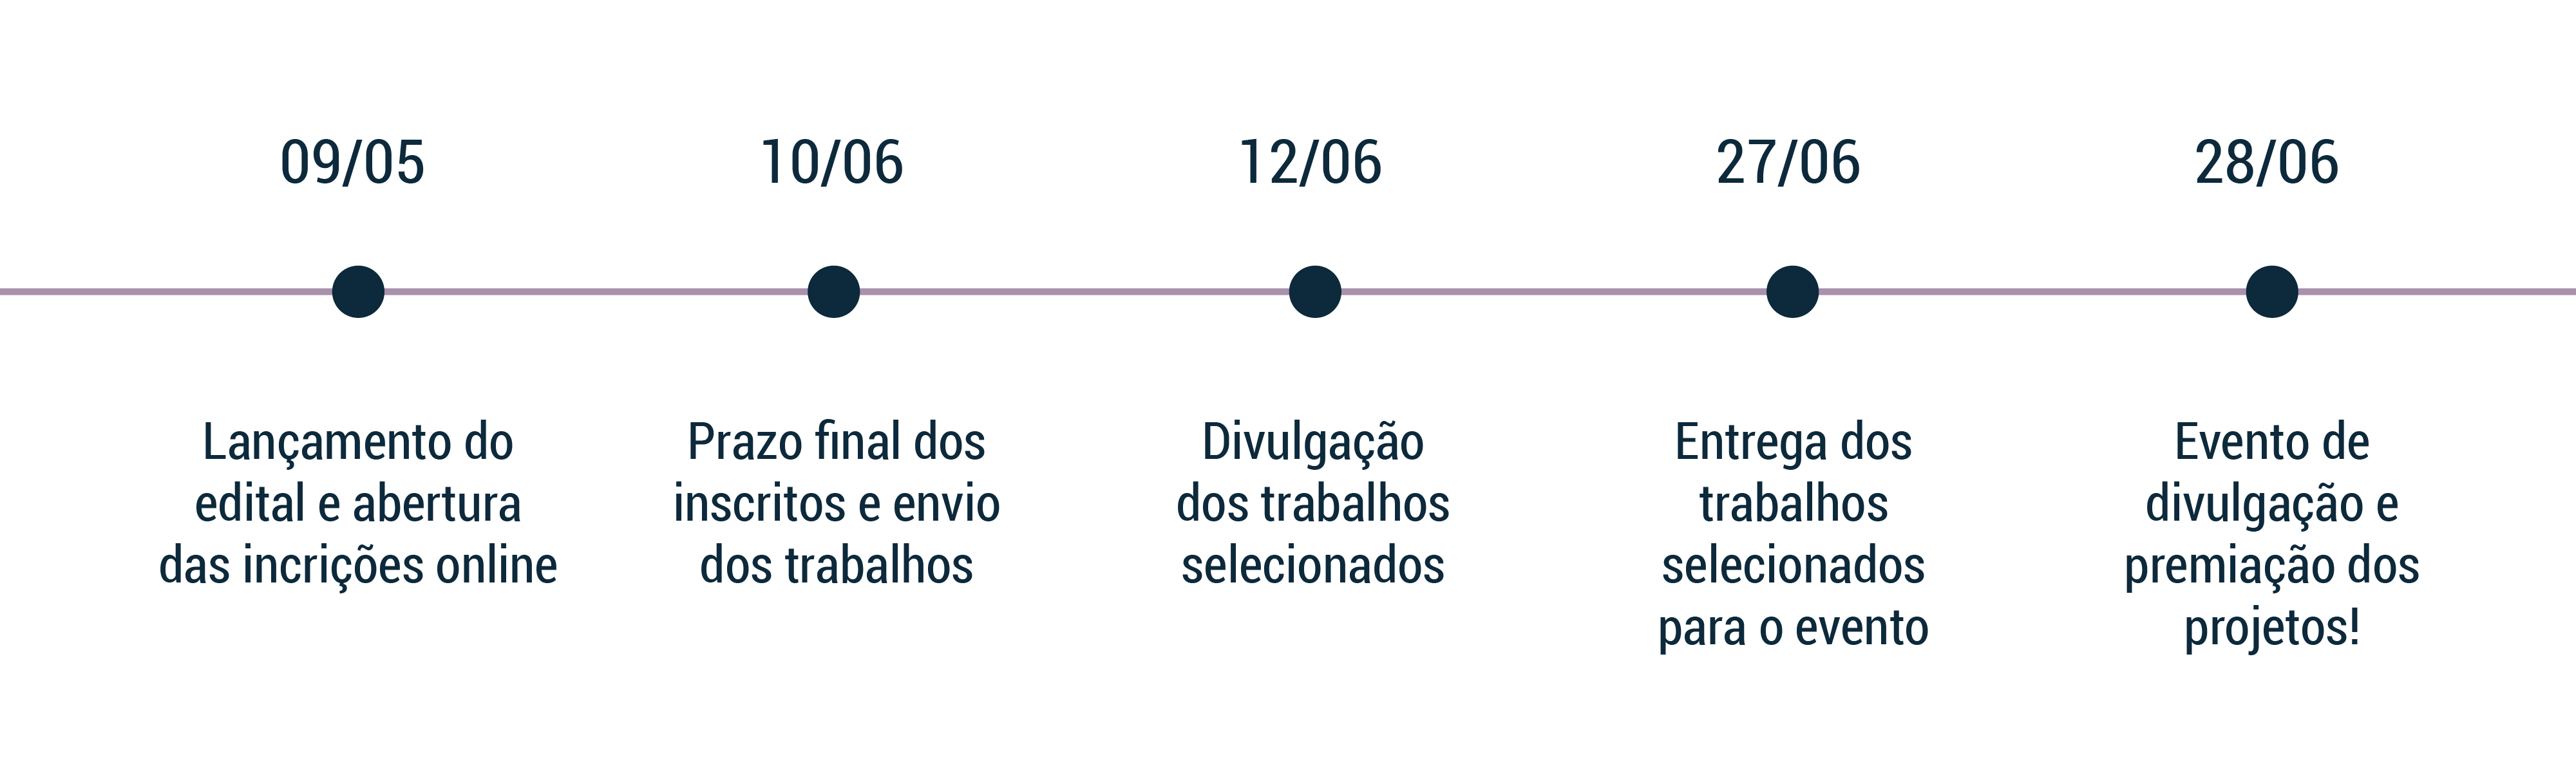 09/05
Lançamento do
edital e abertura
das incrições online
10/06
Prazo final dos
inscritos e envio
dos trabalhos
12/06
Divulgação
dos trabalhos
selecionados
27/06
Entrega dos
trabalhos
selecionados
para o evento
28/06
Evento de
divulgação e
premiação dos
projetos!